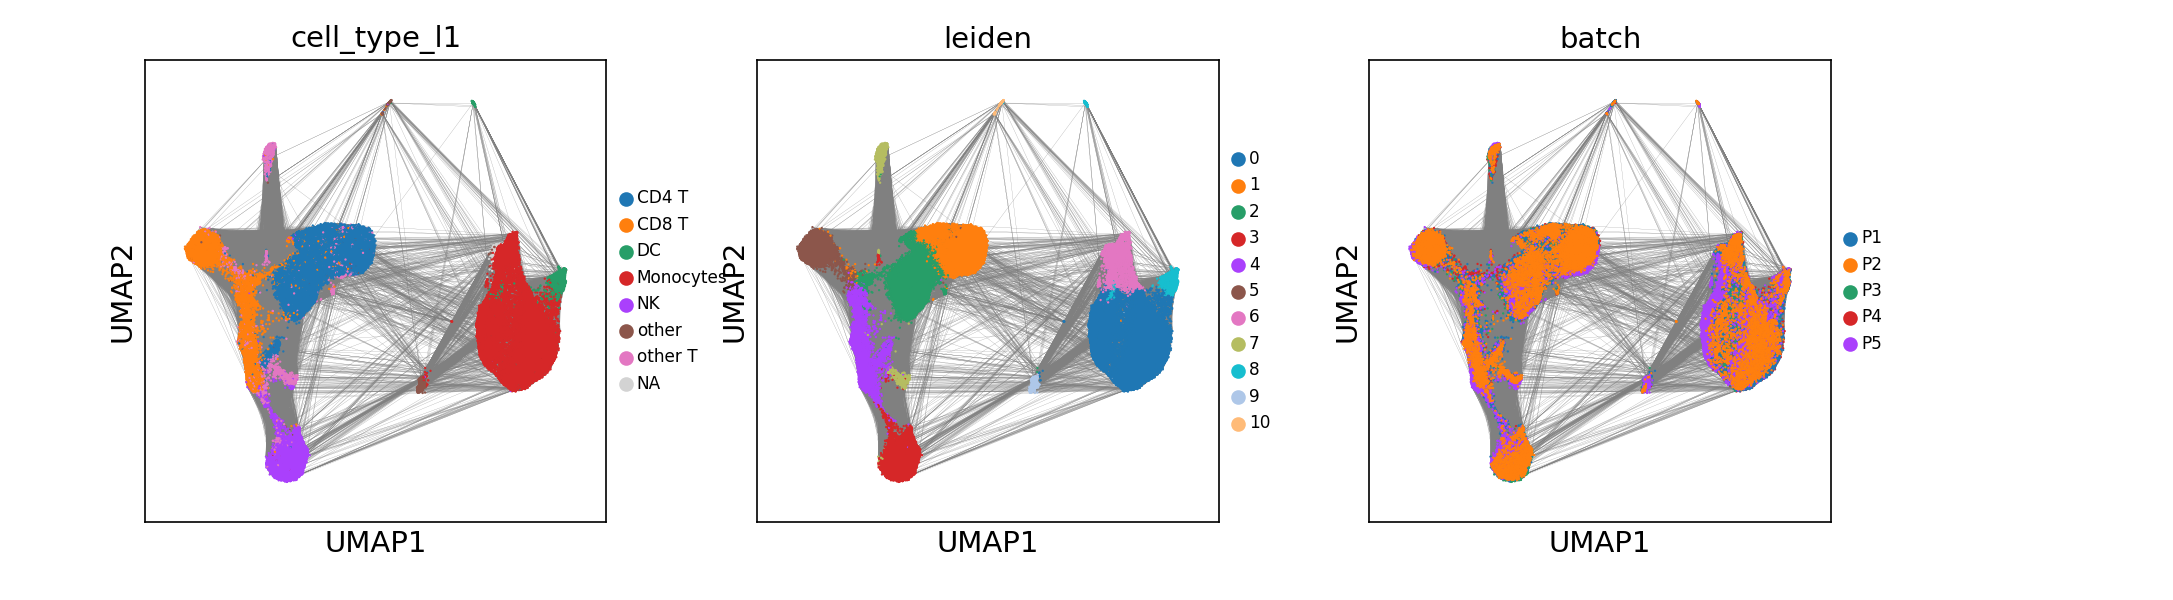 cell_type_l1
UMAP2
UMAP1
CD4 T
CD8 T
DC
Monocytes
NK
other
other T
NA
leiden
UMAP2
UMAP1
0
1
2
3
4
5
6
7
8
9
10
batch
UMAP2
UMAP1
P1
P2
P3
P4
P5